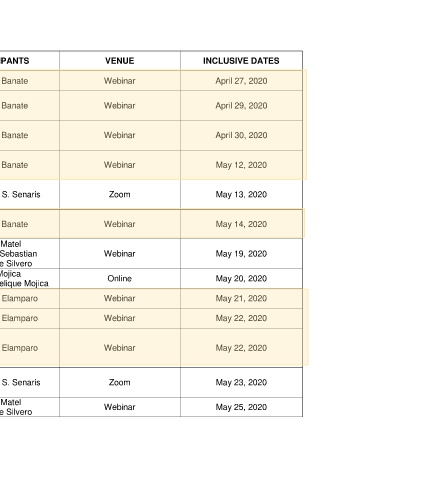 IPANTS VENUE INCLUSIVE DATES
Banate Webinar April 27, 2020
Banate Webinar April 29, 2020
Banate Webinar April 30, 2020
Banate Webinar May 12, 2020
S. Senaris Zoom May 13, 2020
Banate Webinar May 14, 2020
Matel
Sebastian Webinar May 19, 2020
e Silvero
Mojica
elique Mojica Online May 20, 2020
Elamparo Webinar May 21, 2020
Elamparo Webinar May 22, 2020
Elamparo Webinar May 22, 2020
S. Senaris Zoom May 23, 2020
Matel
e Silvero Webinar May 25, 2020